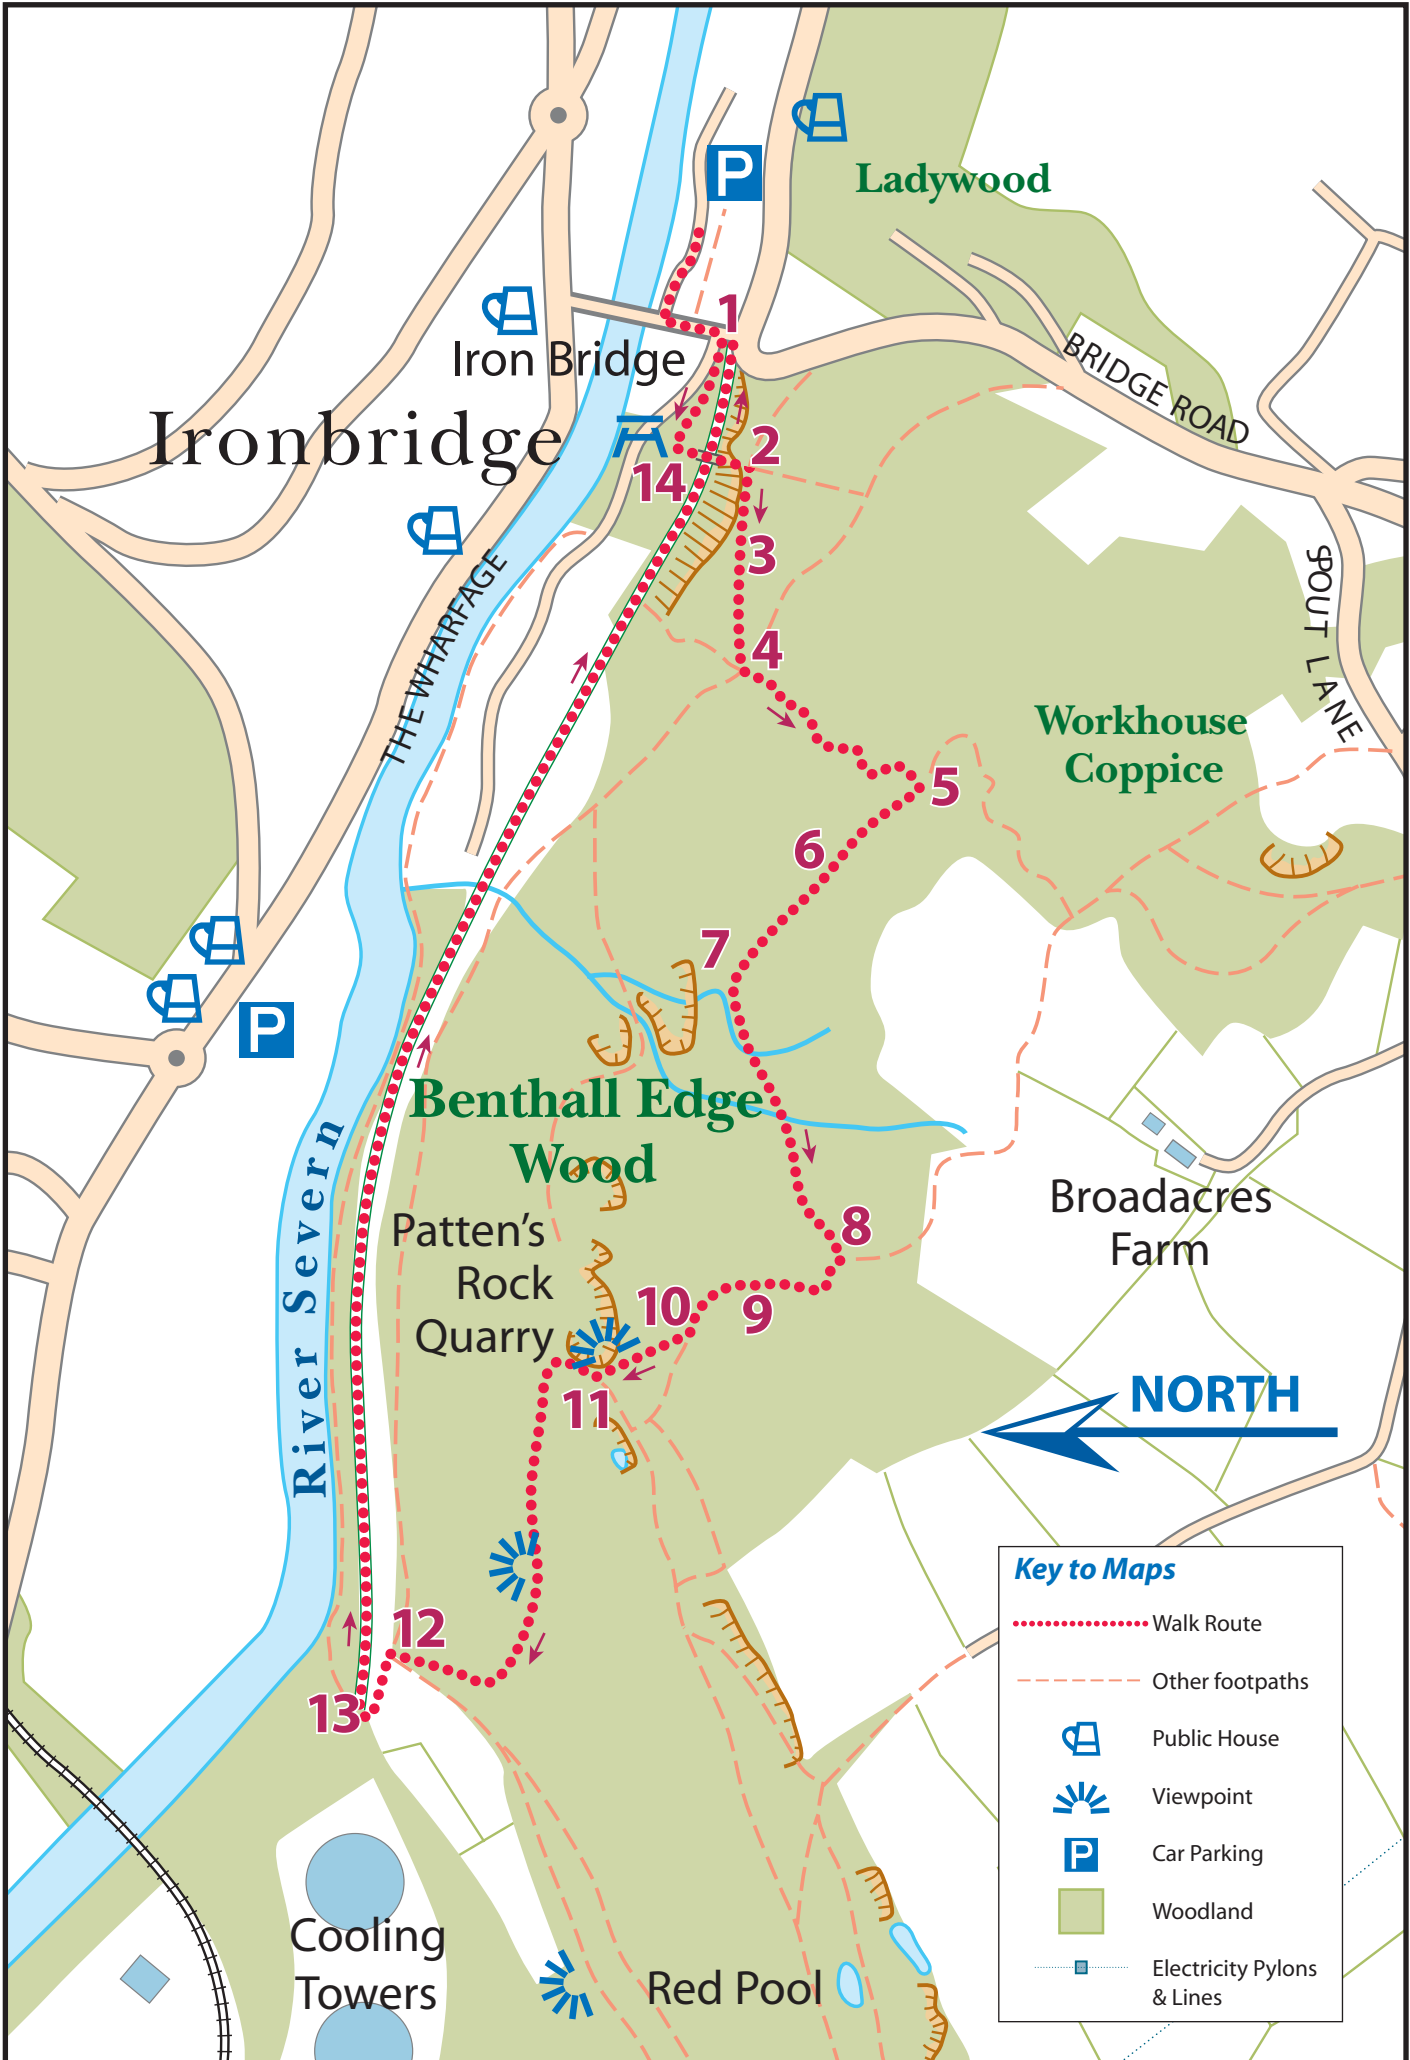 P
Ladywood
1
Iron Bridge
BRIDGE ROAD
Ironbridge
2
14
3
THE WHARFAGE
SPOUT LANE
4
Workhouse
Coppice
5
6
7
P
Benthall Edge
Wood
River Severn
Patten's
Rock
Quarry
Broadacres
Farm
8
10
9
11
NORTH
12
13
Key to Maps
Walk Route
Other footpaths
Public House
Viewpoint
P
Car Parking
Woodland
Electricity Pylons
& Lines
Cooling
Towers
Red Pool